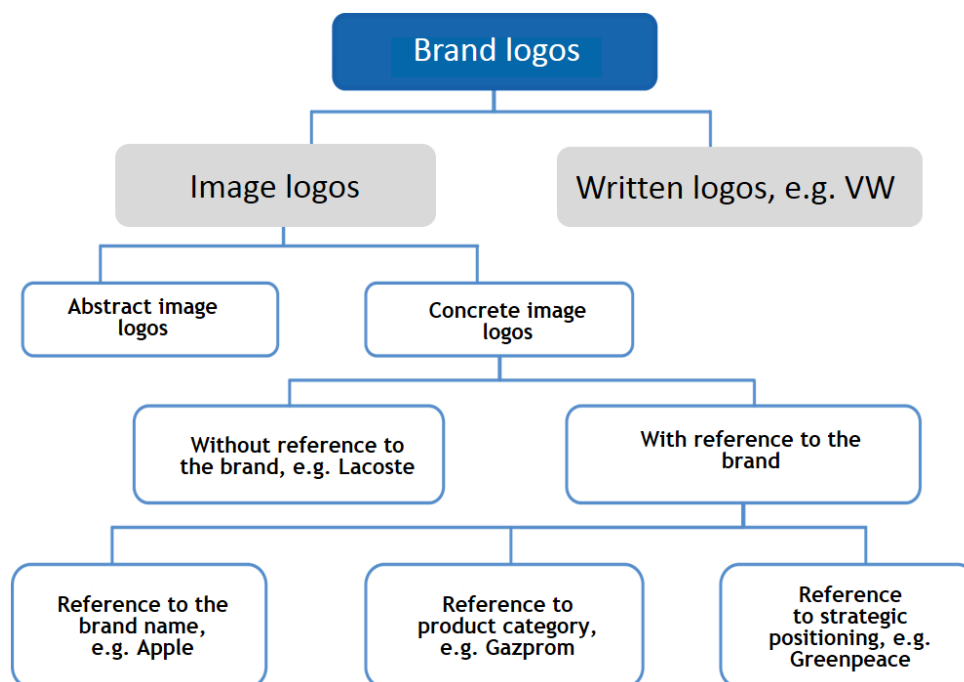 Brand logos
Image logos
Written logos, e.g. VW
Abstract image
logos
Concrete image
logos
Without reference to
the brand, e.g. Lacoste
With reference to the
brand
Reference to the
brand name,
e.g. Apple
Reference to
product category,
e.g. Gazprom
Reference
to strategic
positioning, e.g.
Greenpeace